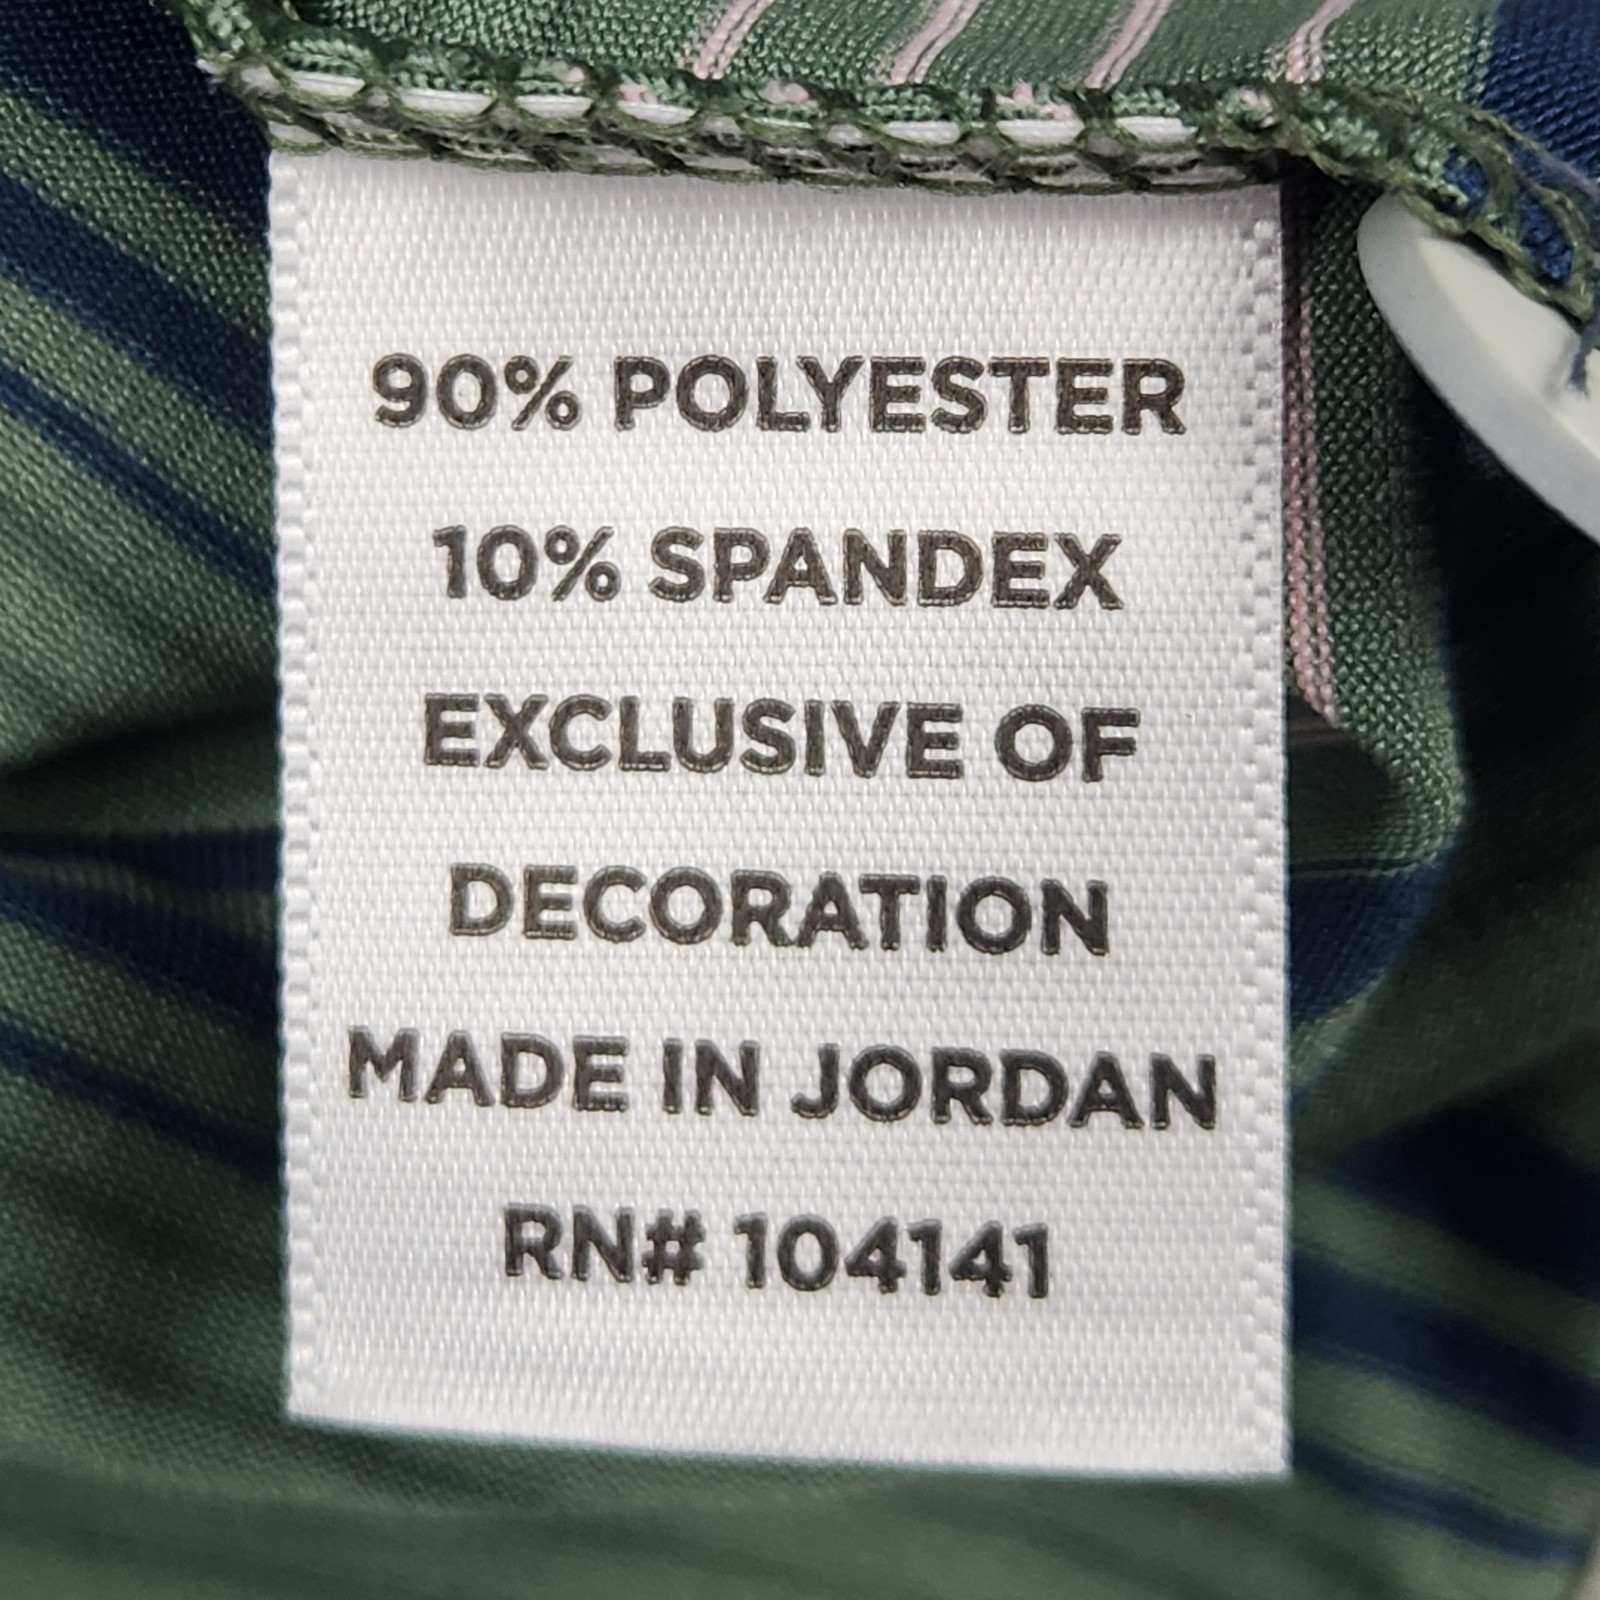 90% POLYESTER
10% SPANDEX
EXCLUSIVE OF
DECORATION
MADE IN JORDAN
RN# 104141